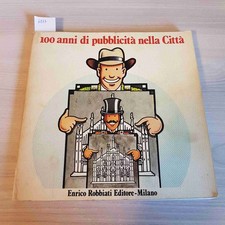 100 anni di pubblicità nella Città
Enrico Robbiati Editore-Milano